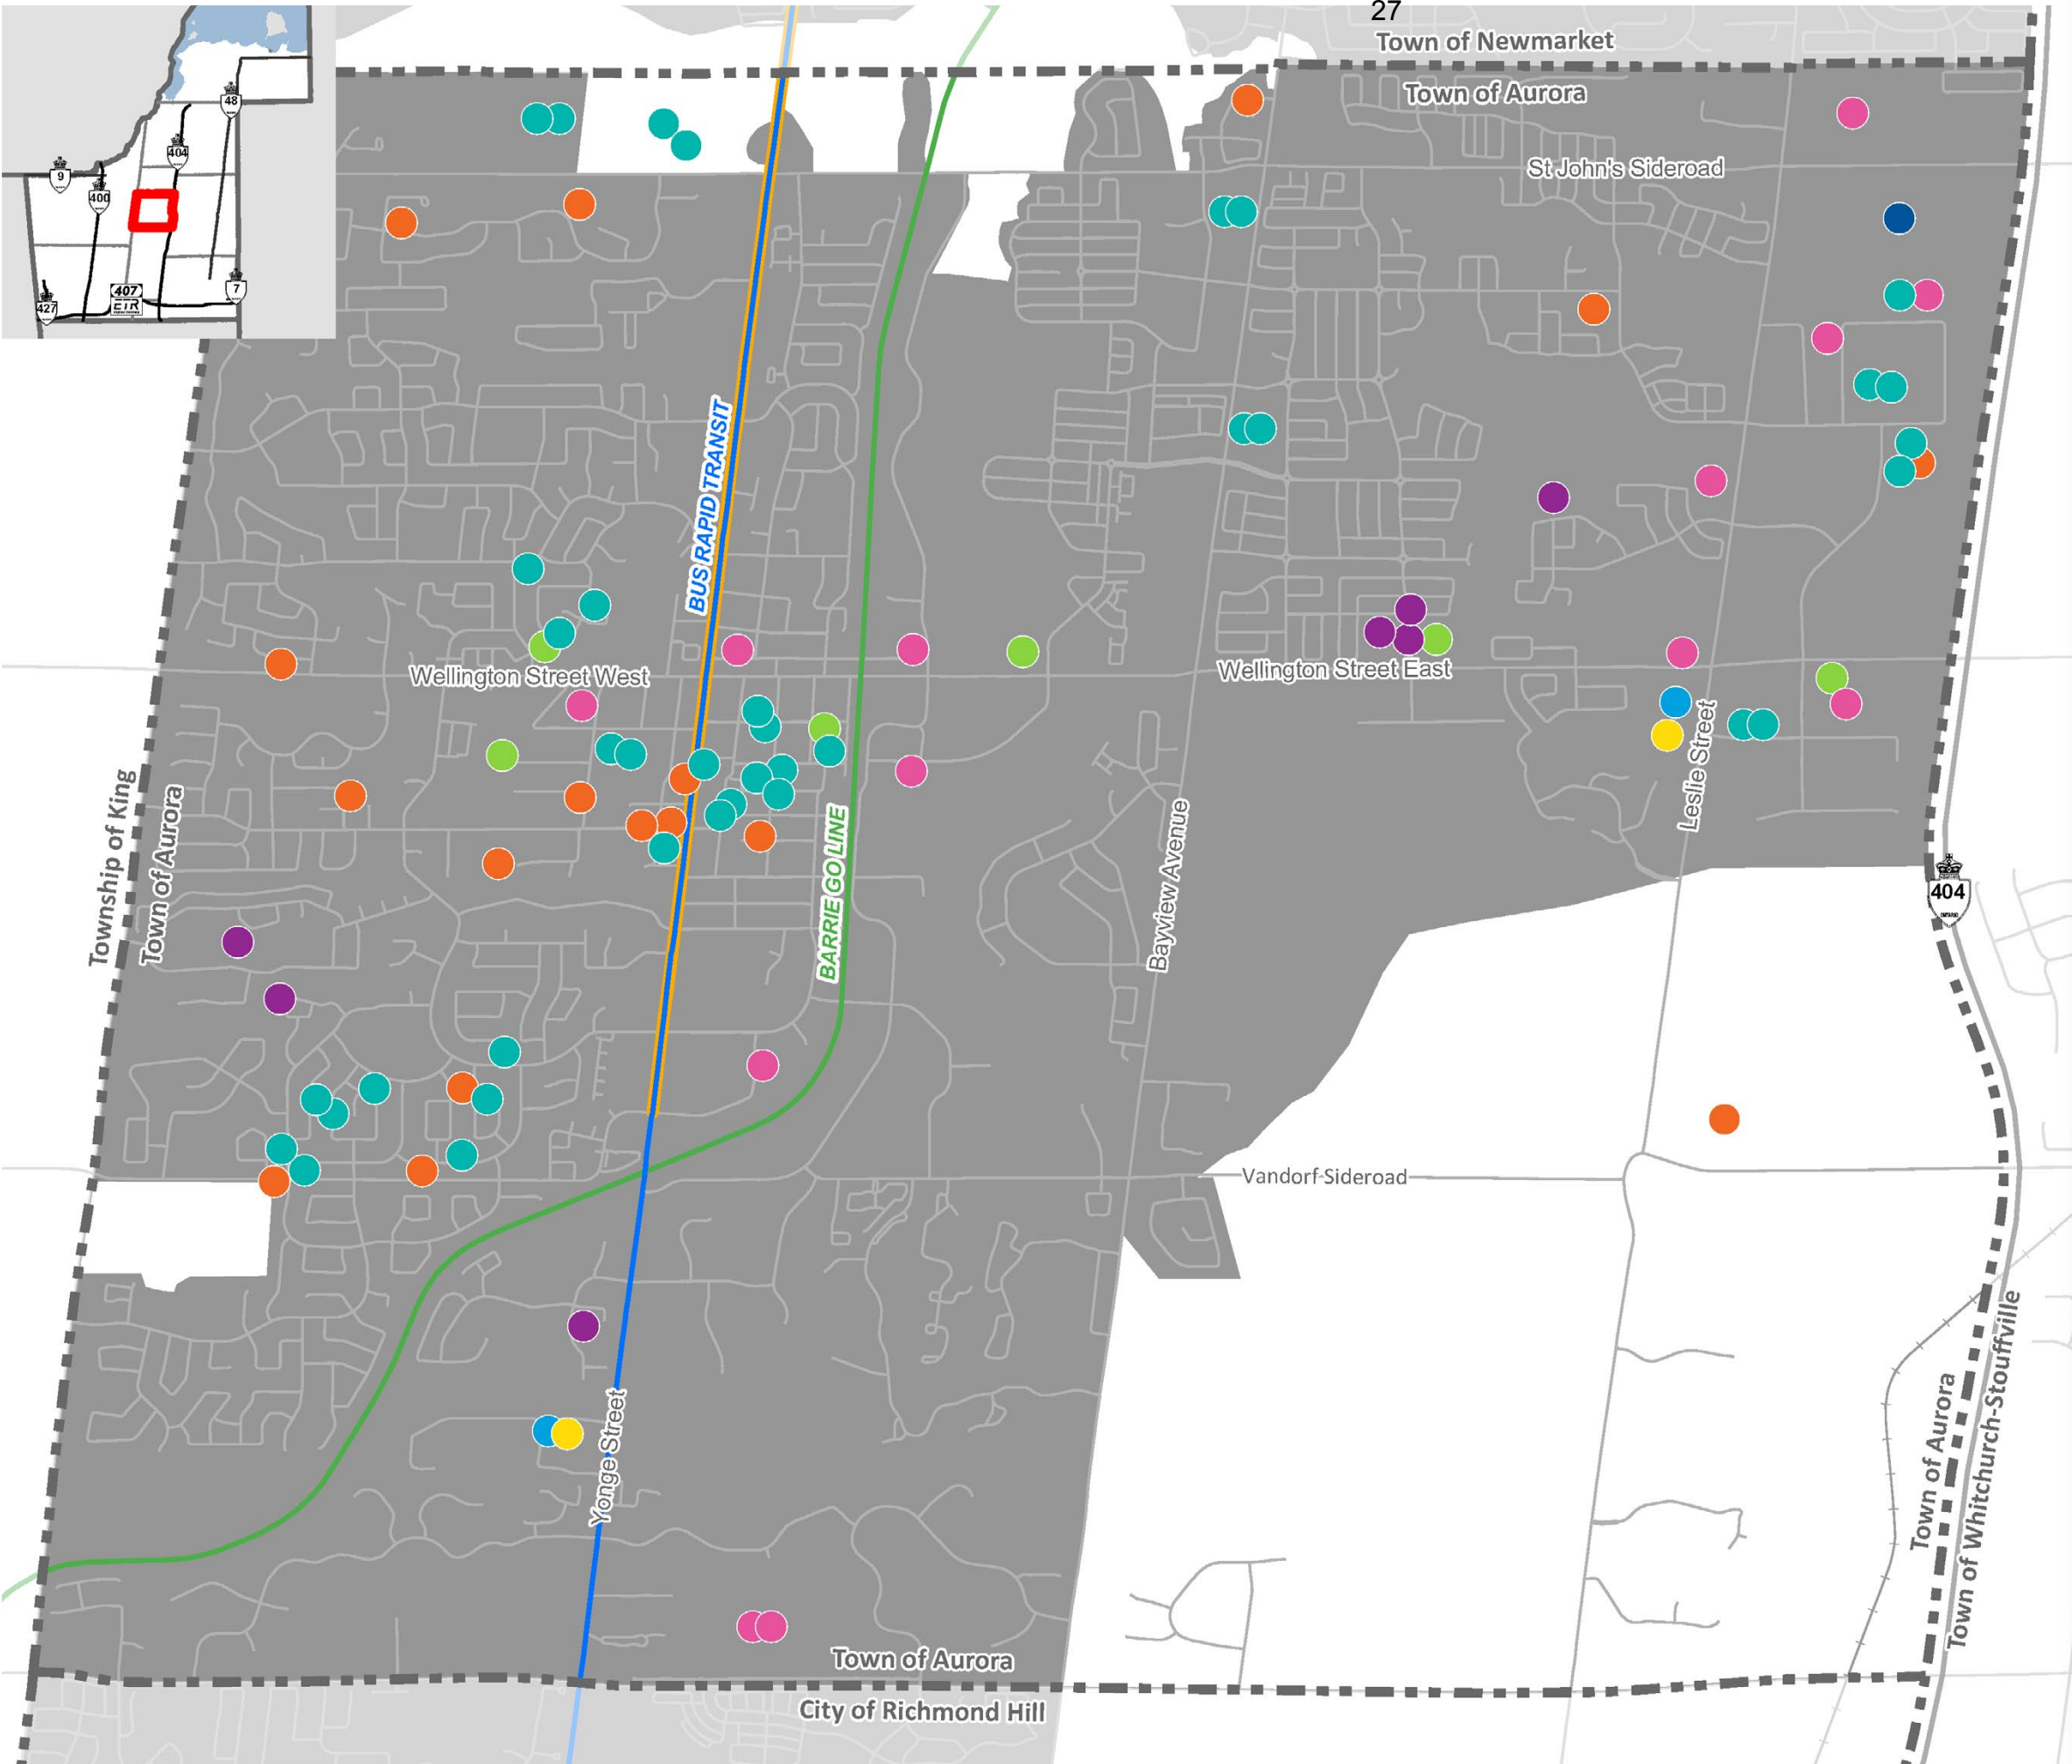 27
Town of Newmarket
Town of Aurora
St John's Sideroad
48
404
9
400
407
ETR
7
427
BUS RAPID TRANSIT
Wellington Street West
Wellington Street East
Leslie Street
Township of King
Town of Aurora
BARRIE GO LINE
Bayview Avenue
404
ONTARIO
Vandorf Sideroad
Yonge Street
Town of Aurora
Town of Whitchurch-Stouffville
Town of Aurora
City of Richmond Hill